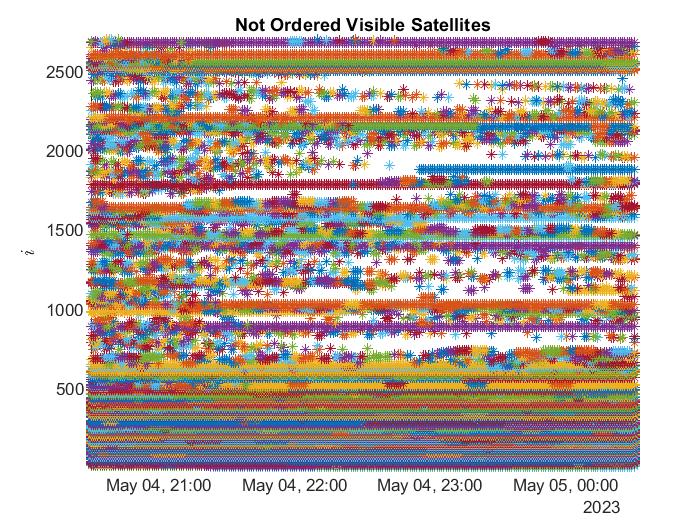 Not Ordered Visible Satellites
2500
2000
1500
1000
500
i
May 04, 21:00
May 04, 22:00
May 04, 23:00
May 05, 00:00
2023